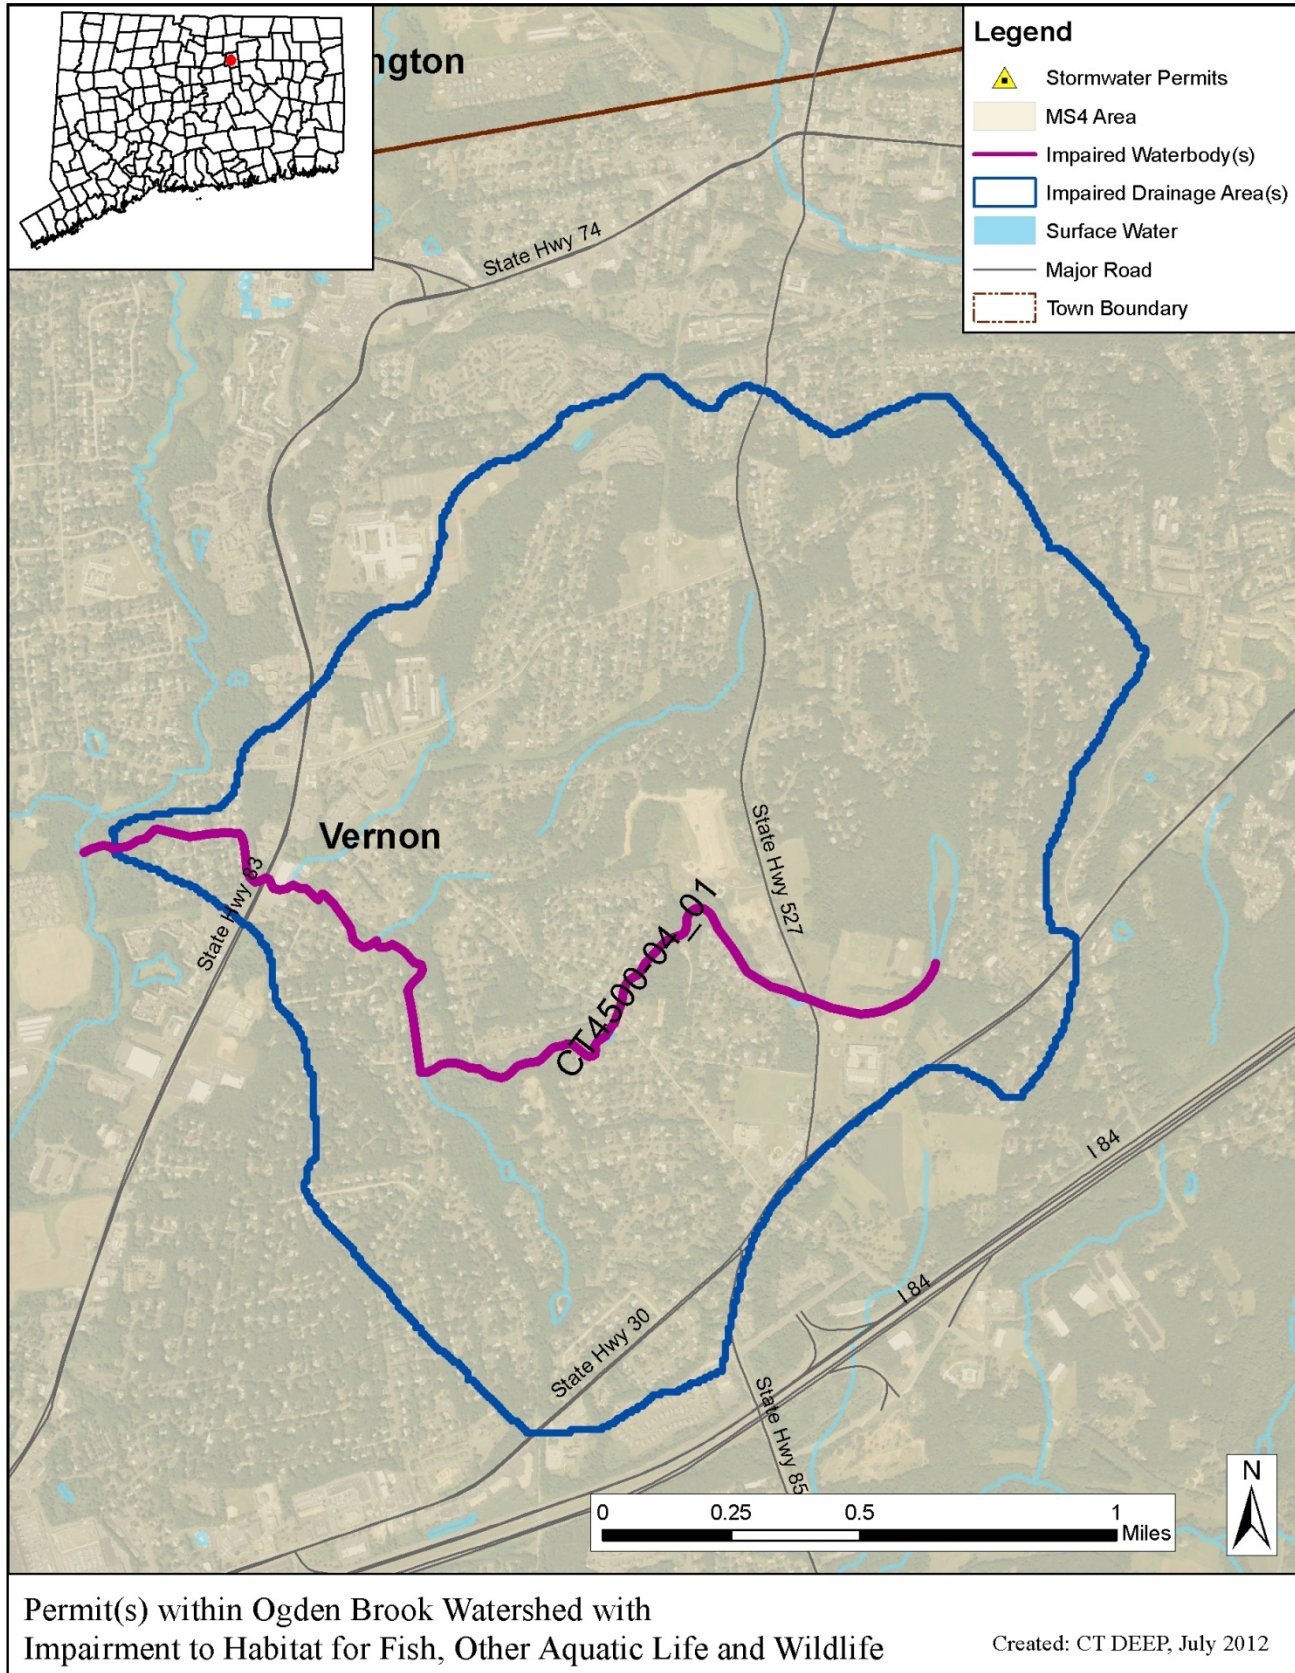 ngton
Legend
Stormwater Permits
MS4 Area
Impaired Waterbody(s)
Impaired Drainage Area(s)
Surface Water
Major Road
Town Boundary
State Hwy 74
Vernon
State Hwy 83
State Hwy 527
CT4500-04_01
I 84
I 84
State Hwy 30
State Hwy 85
0 0.25 0.5 1
Miles
N
Permit(s) within Ogden Brook Watershed with
Impairment to Habitat for Fish, Other Aquatic Life and Wildlife
Created: CT DEEP, July 2012